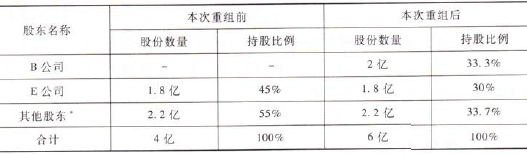 股东名称 本次重组前 本次重组后
股份数量 持股比例 股份数量 持股比例
B 公司 - - 2 亿 33.3%
E 公司 1.8 亿 45% 1.8 亿 30%
其他股东* 2.2 亿 55% 2.2 亿 33.7%
合计 4 亿 100% 6 亿 100%